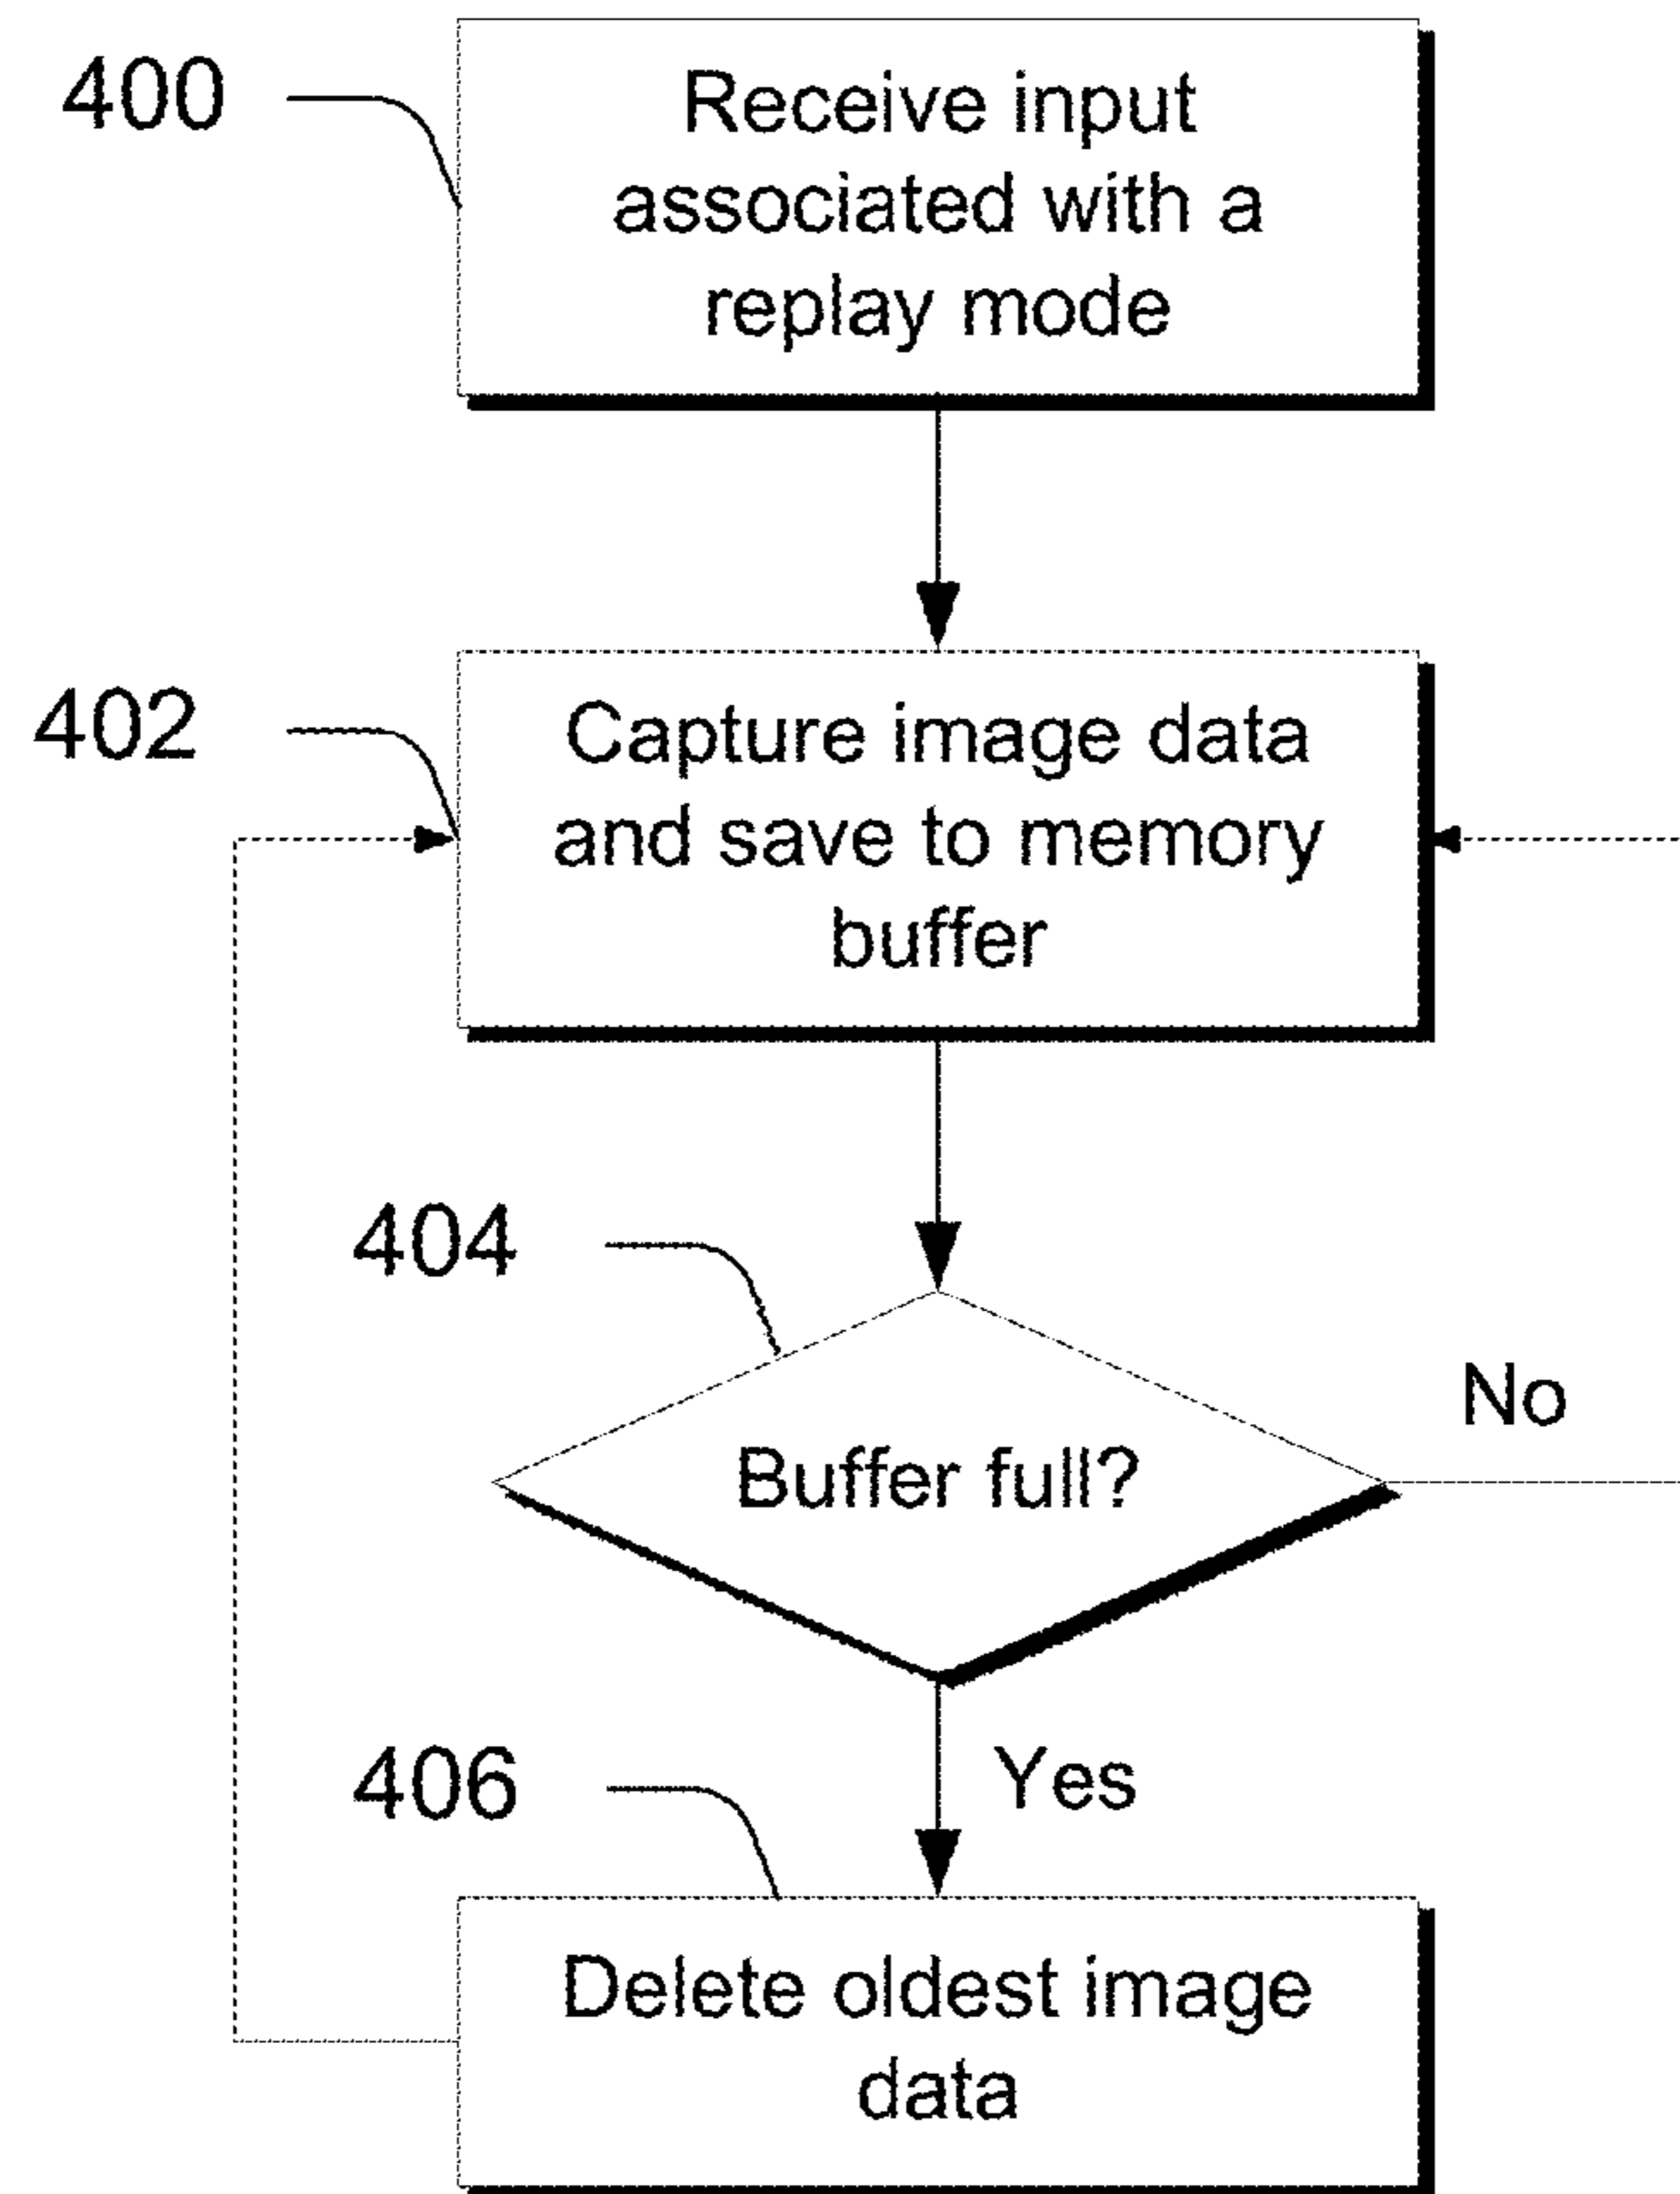 400
Receive input
associated with a
replay mode
402
Capture image data
and save to memory
buffer
404
Buffer full?
No
Yes
406
Delete oldest image
data